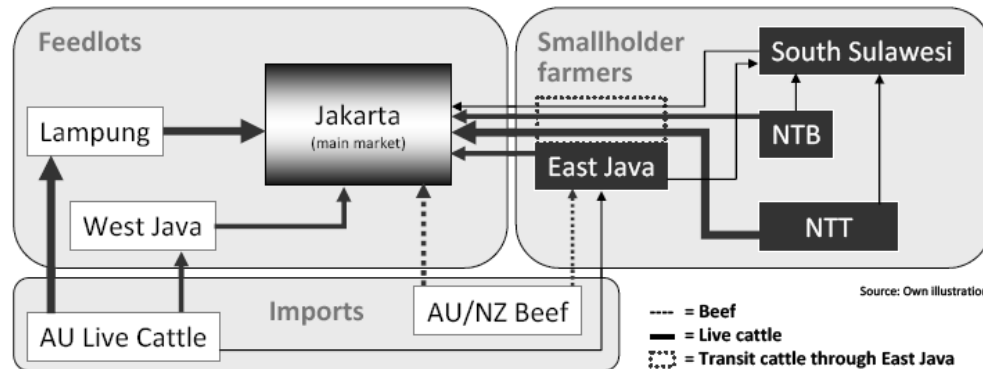 Feedlots
Smallholder
farmers
South Sulawesi
Jakarta
(main market)
Lampung
NTB
East Java
West Java
NTT
Imports
AU/NZ Beef
AU Live Cattle
Source: Own illustration
= Beef
= Live cattle
= Transit cattle through East Java